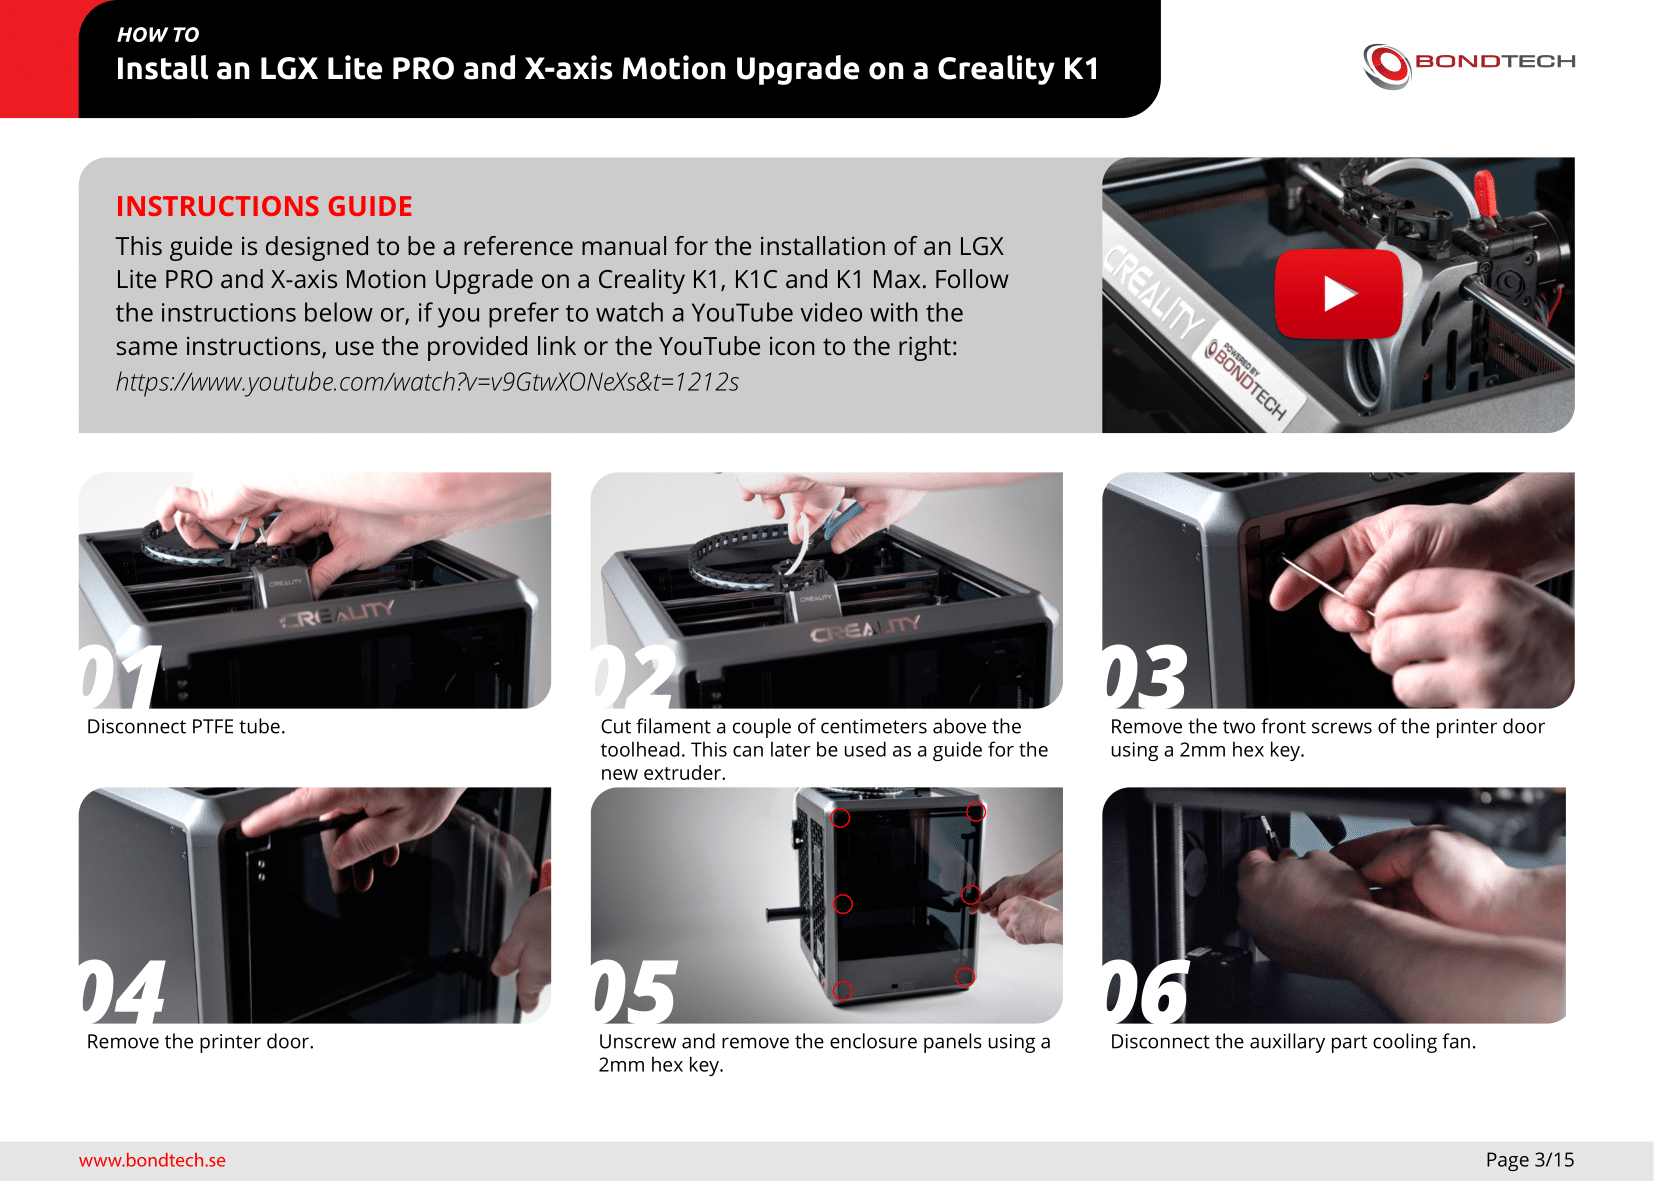 HOW TO
Install an LGX Lite PRO and X-axis Motion Upgrade on a Creality K1
BONDTECH
INSTRUCTIONS GUIDE
This guide is designed to be a reference manual for the installation of an LGX
Lite PRO and X-axis Motion Upgrade on a Creality K1, K1C and K1 Max. Follow
the instructions below or, if you prefer to watch a YouTube video with the
same instructions, use the provided link or the YouTube icon to the right:
https://www.youtube.com/watch?v=v9GtwXONeXs&t=1212s
CREALITY
POWERED BY
BONDTECH
CREALITY
CREALITY
01
Disconnect PTFE tube.
CREALITY
CREALITY
02
Cut filament a couple of centimeters above the
toolhead. This can later be used as a guide for the
new extruder.
03
Remove the two front screws of the printer door
using a 2mm hex key.
04
Remove the printer door.
05
Unscrew and remove the enclosure panels using a
2mm hex key.
06
Disconnect the auxillary part cooling fan.
www.bondtech.se
Page 3/15